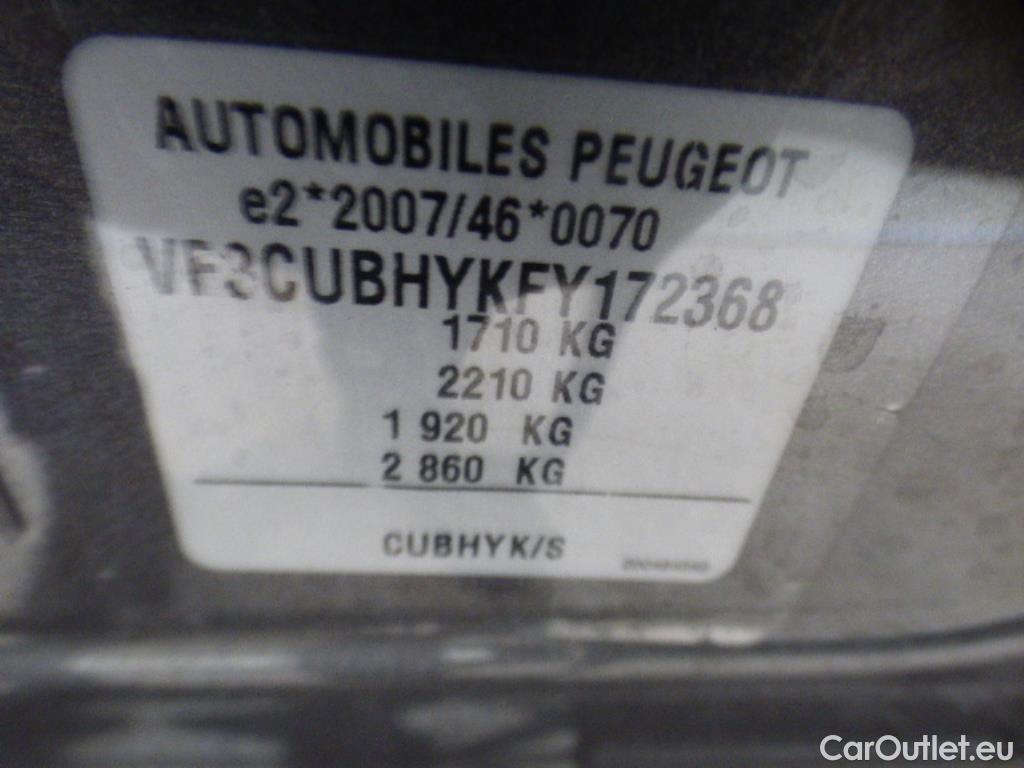 AUTOMOBILES PEUGEOT
e2*2007/46*0070
VF3CUBHYKFY172368
1710 KG
2210 KG
1 920 KG
2 860 KG
CUBHYK/S
CarOutlet.eu